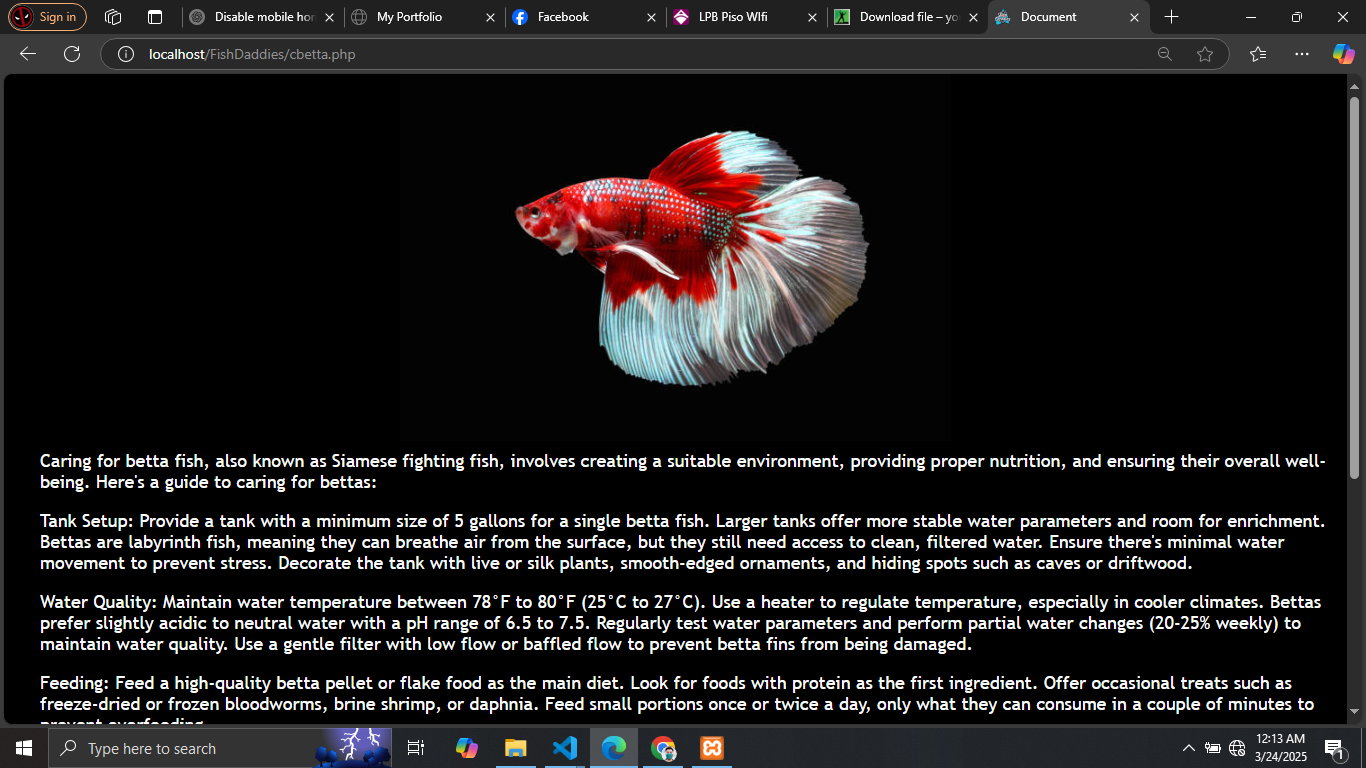 Sign in
Disable mobile hor
My Portfolio
Facebook
LPB Piso WIfi
Download file – yo
Document
localhost/FishDaddies/cbetta.php
Caring for betta fish, also known as Siamese fighting fish, involves creating a suitable environment, providing proper nutrition, and ensuring their overall well-
being. Here's a guide to caring for bettas:
Tank Setup: Provide a tank with a minimum size of 5 gallons for a single betta fish. Larger tanks offer more stable water parameters and room for enrichment.
Bettas are labyrinth fish, meaning they can breathe air from the surface, but they still need access to clean, filtered water. Ensure there's minimal water
movement to prevent stress. Decorate the tank with live or silk plants, smooth-edged ornaments, and hiding spots such as caves or driftwood.
Water Quality: Maintain water temperature between 78°F to 80°F (25°C to 27°C). Use a heater to regulate temperature, especially in cooler climates. Bettas
prefer slightly acidic to neutral water with a pH range of 6.5 to 7.5. Regularly test water parameters and perform partial water changes (20-25% weekly) to
maintain water quality. Use a gentle filter with low flow or baffled flow to prevent betta fins from being damaged.
Feeding: Feed a high-quality betta pellet or flake food as the main diet. Look for foods with protein as the first ingredient. Offer occasional treats such as
freeze-dried or frozen bloodworms, brine shrimp, or daphnia. Feed small portions once or twice a day, only what they can consume in a couple of minutes to
prevent overfeeding.
Type here to search
12:13 AM
3/24/2025
1